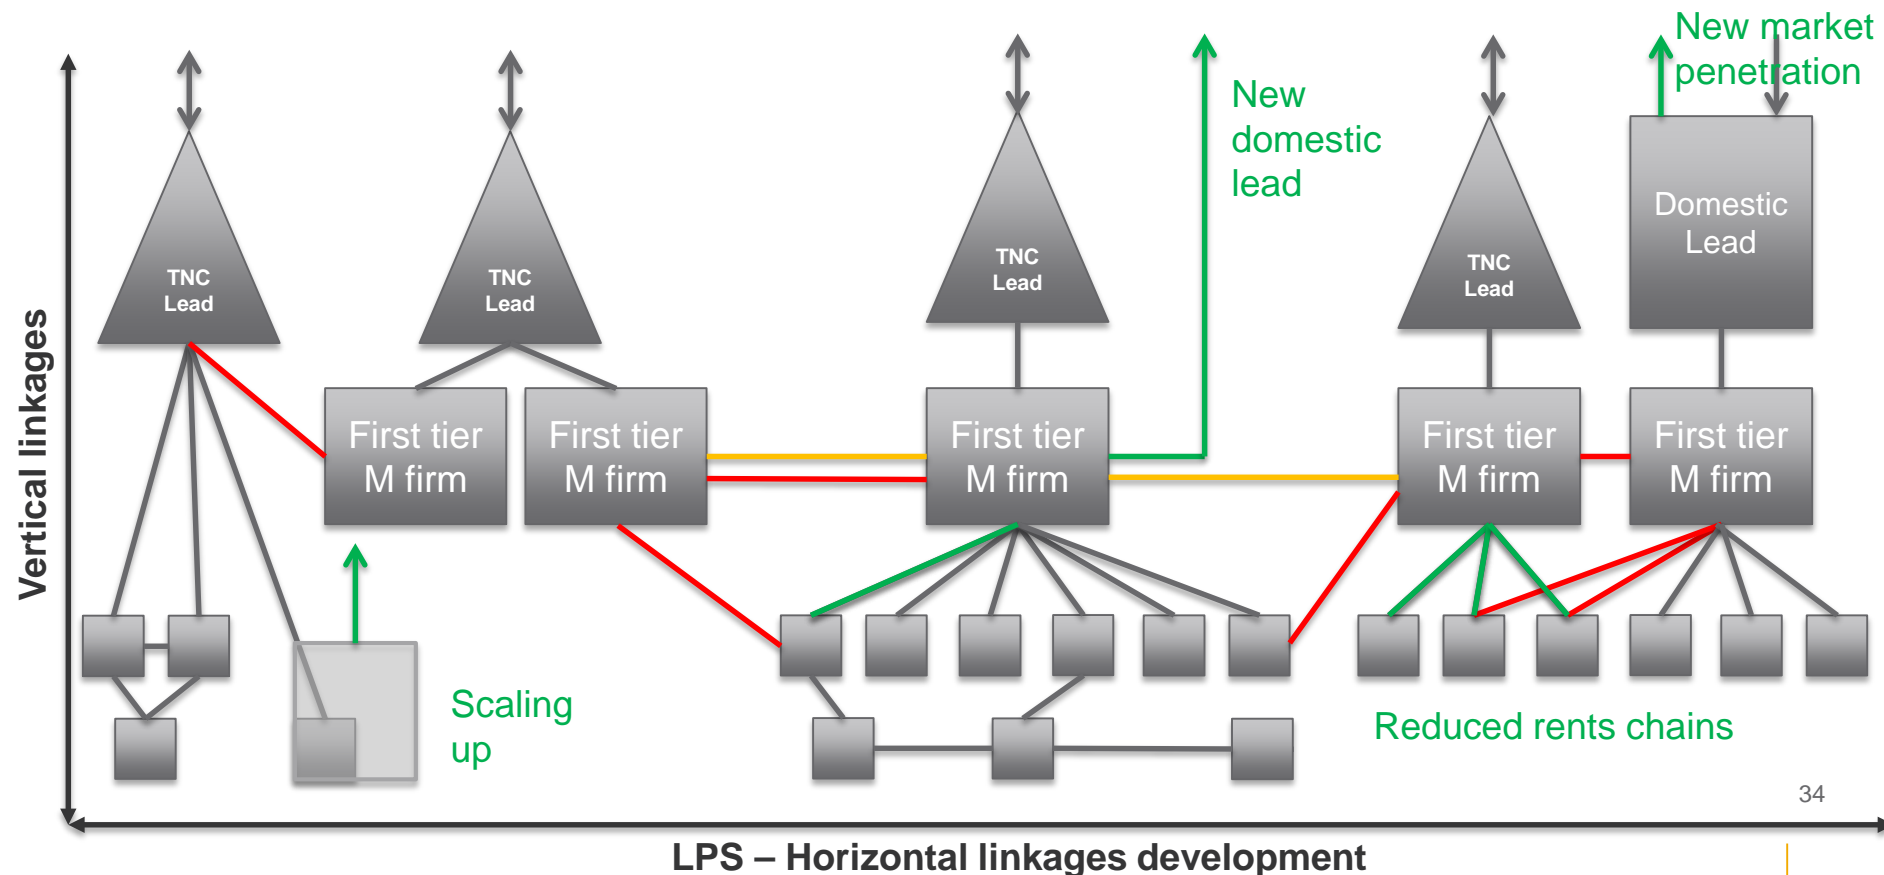 New market
penetration
New
domestic
lead
TNC
Lead
TNC
Lead
TNC
Lead
TNC
Lead
Domestic
Lead
Vertical linkages
First tier
M firm
First tier
M firm
First tier
M firm
First tier
M firm
First tier
M firm
Scaling
up
Reduced rents chains
34
LPS – Horizontal linkages development